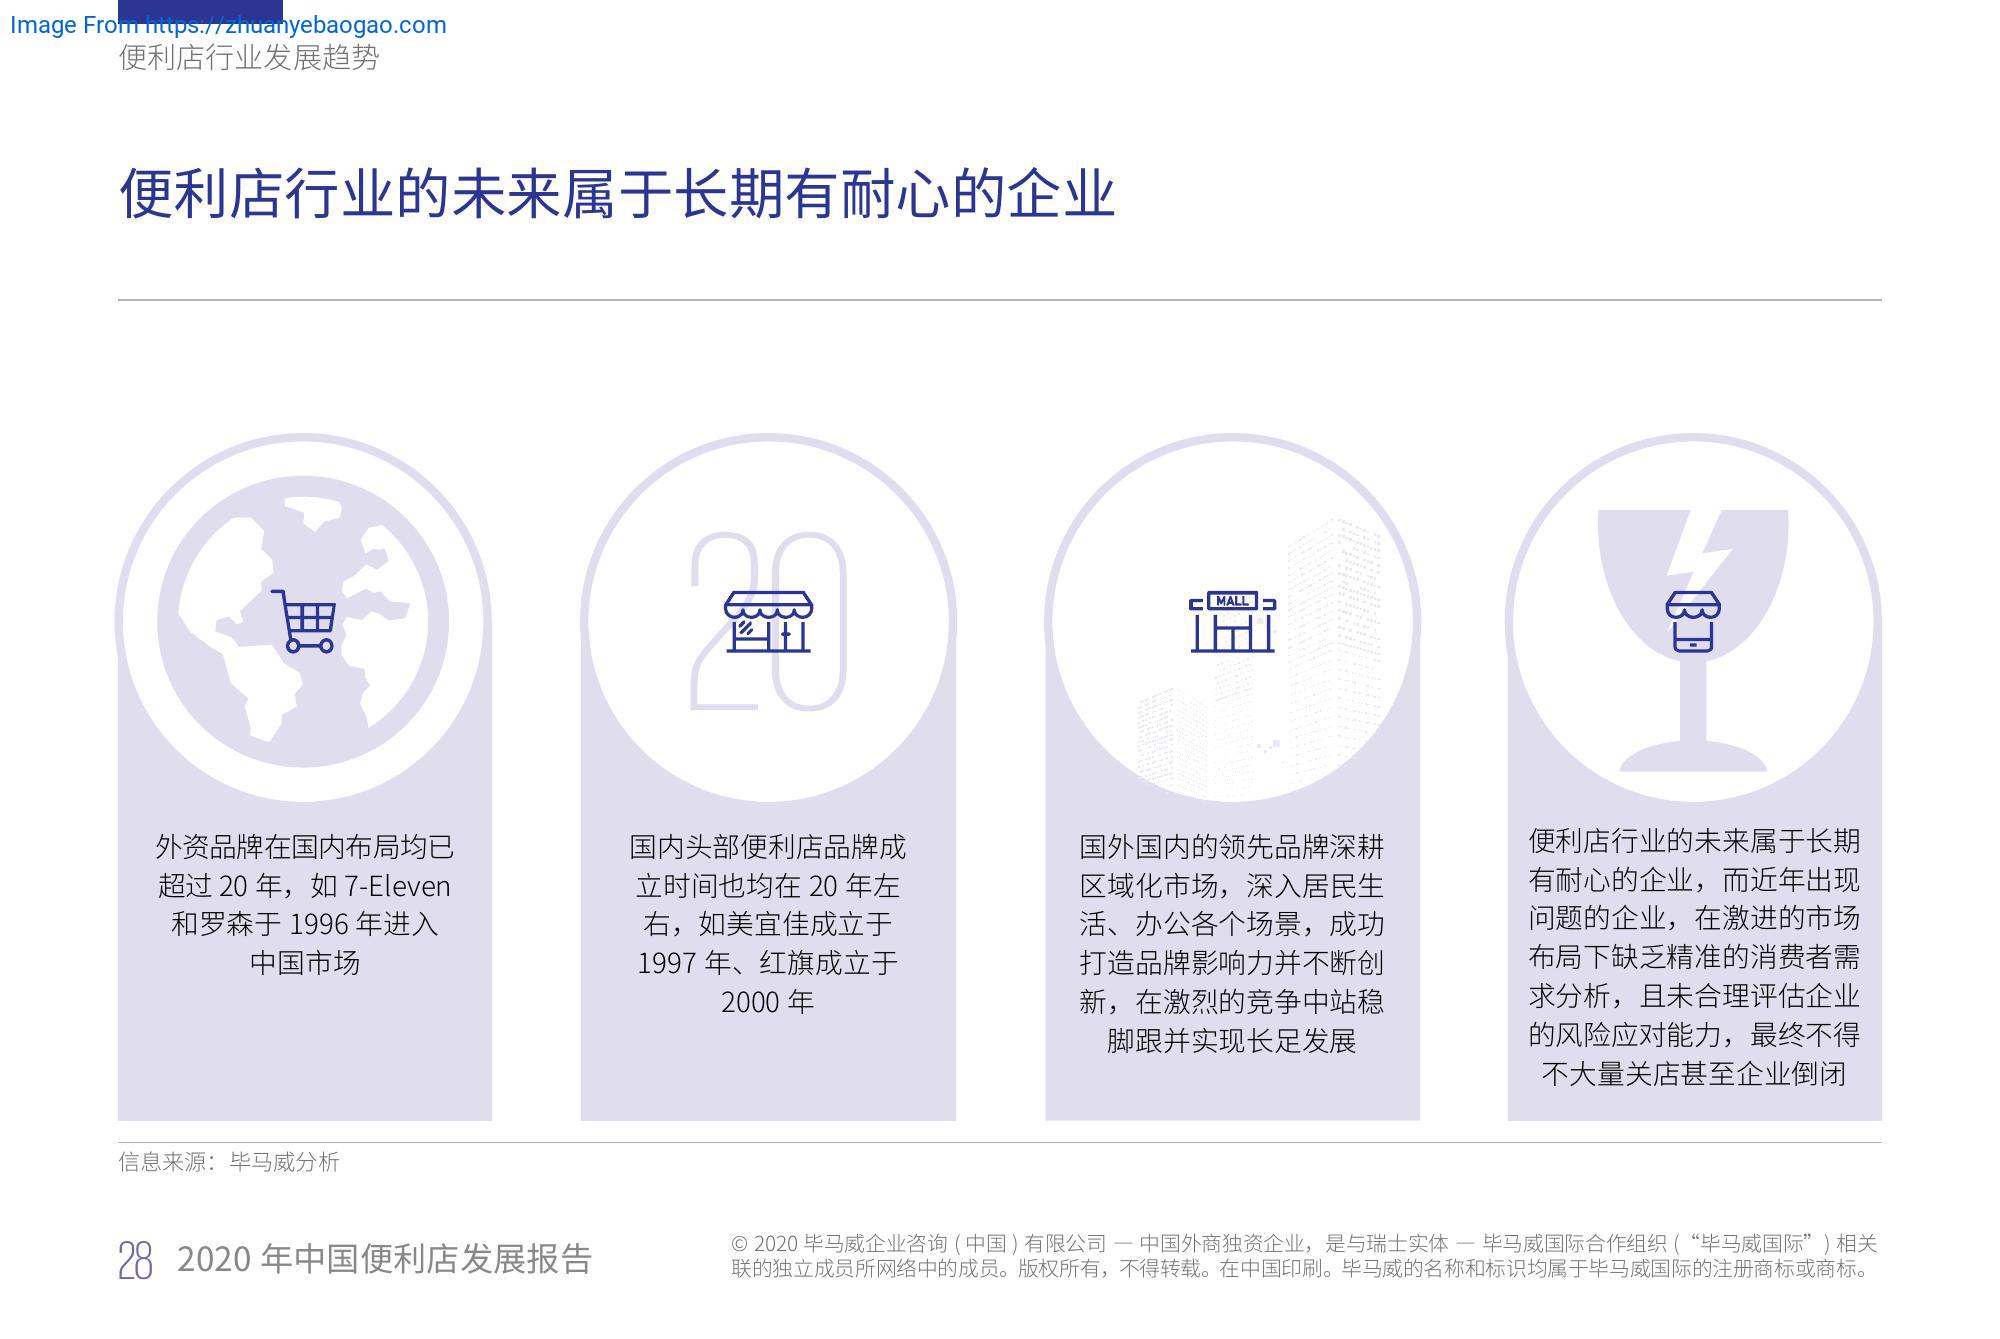 Image From https://zhuanyebaogao.com
便利店行业发展趋势
便利店行业的未来属于长期有耐心的企业
20
MALL
外资品牌在国内布局均已
超过 20 年，如 7-Eleven
和罗森于 1996 年进入
中国市场
国内头部便利店品牌成
立时间也均在 20 年左
右，如美宜佳成立于
1997 年、红旗成立于
2000 年
国外国内的领先品牌深耕
区域化市场，深入居民生
活、办公各个场景，成功
打造品牌影响力并不断创
新，在激烈的竞争中站稳
脚跟并实现长足发展
便利店行业的未来属于长期
有耐心的企业，而近年出现
问题的企业，在激进的市场
布局下缺乏精准的消费者需
求分析，且未合理评估企业
的风险应对能力，最终不得
不大量关店甚至企业倒闭
信息来源：毕马威分析
28 2020 年中国便利店发展报告
© 2020 毕马威企业咨询 ( 中国 ) 有限公司 — 中国外商独资企业，是与瑞士实体 — 毕马威国际合作组织 (“毕马威国际”) 相关
联的独立成员所网络中的成员。版权所有，不得转载。在中国印刷。毕马威的名称和标识均属于毕马威国际的注册商标或商标。